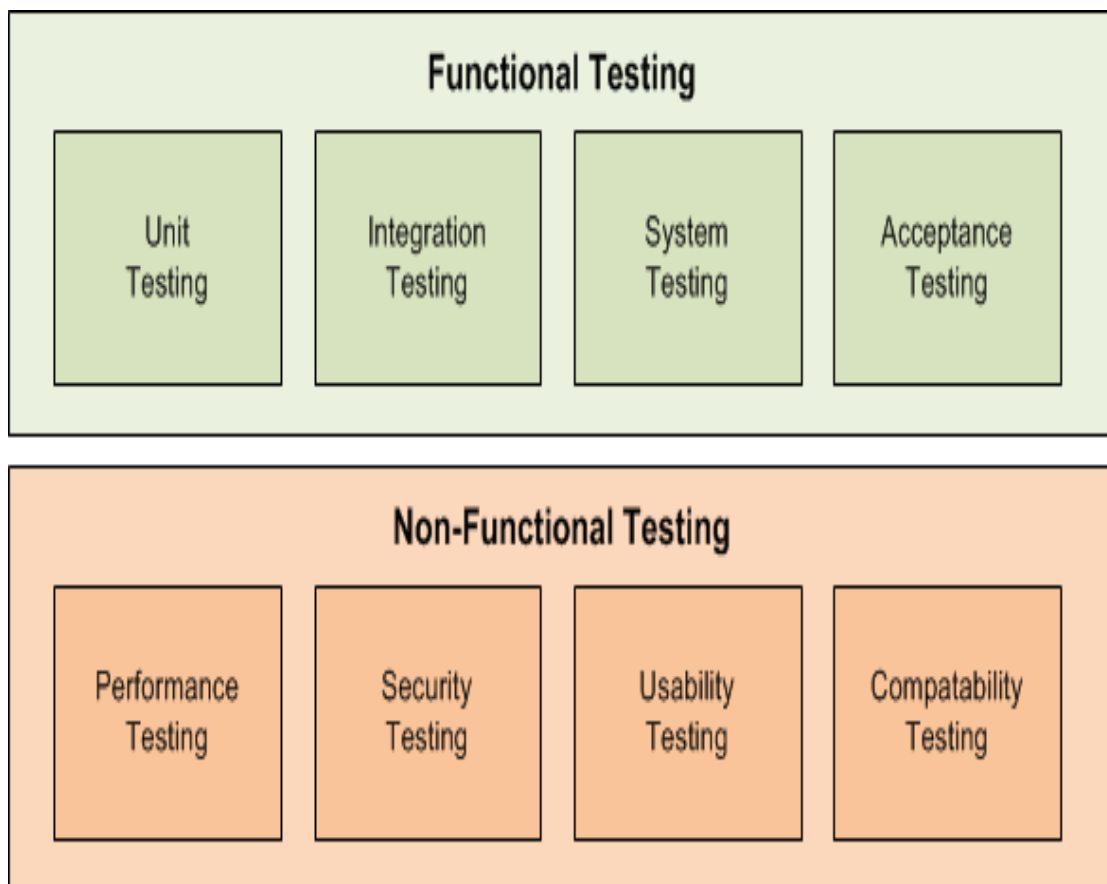 Functional Testing
Unit
Testing
Integration
Testing
System
Testing
Acceptance
Testing
Non-Functional Testing
Performance
Testing
Security
Testing
Usability
Testing
Compatability
Testing